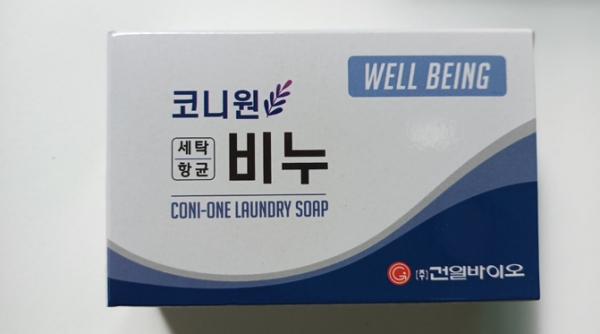 WELL BEING
코니원
세탁
항균
비누
CONI-ONE LAUNDRY SOAP
(주)건일바이오